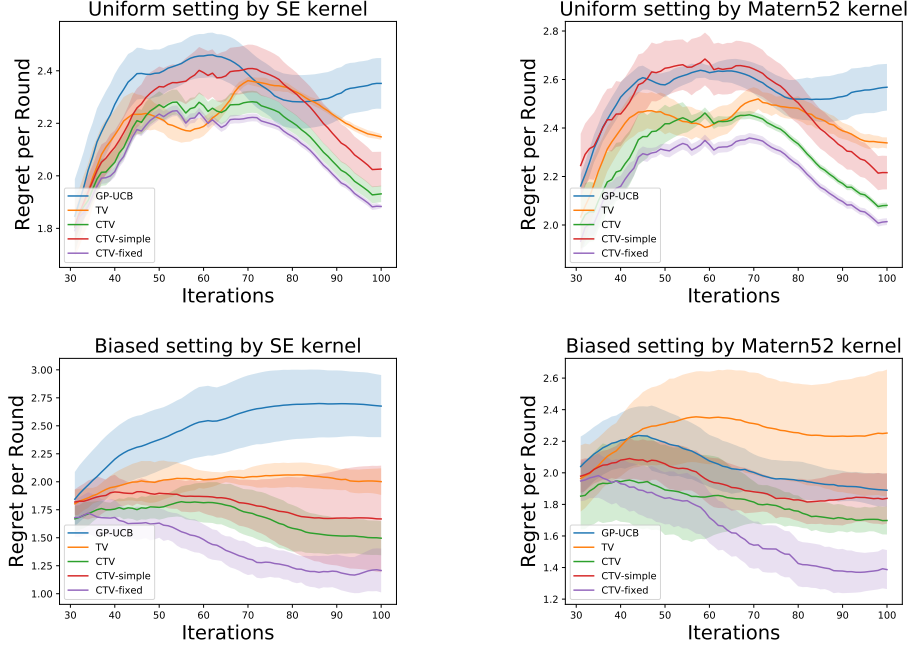 Uniform setting by SE kernel
Regret per Round
2.4
2.2
2.0
1.8
GP-UCB
TV
CTV
CTV-simple
CTV-fixed
30 40 50 60 70 80 90 100
Iterations
Uniform setting by Matern52 kernel
Regret per Round
2.8
2.6
2.4
2.2
2.0
GP-UCB
TV
CTV
CTV-simple
CTV-fixed
30 40 50 60 70 80 90 100
Iterations
Biased setting by SE kernel
Regret per Round
3.00
2.75
2.50
2.25
2.00
1.75
1.50
1.25
1.00
GP-UCB
TV
CTV
CTV-simple
CTV-fixed
30 40 50 60 70 80 90 100
Iterations
Biased setting by Matern52 kernel
Regret per Round
2.6
2.4
2.2
2.0
1.8
1.6
1.4
1.2
GP-UCB
TV
CTV
CTV-simple
CTV-fixed
30 40 50 60 70 80 90 100
Iterations